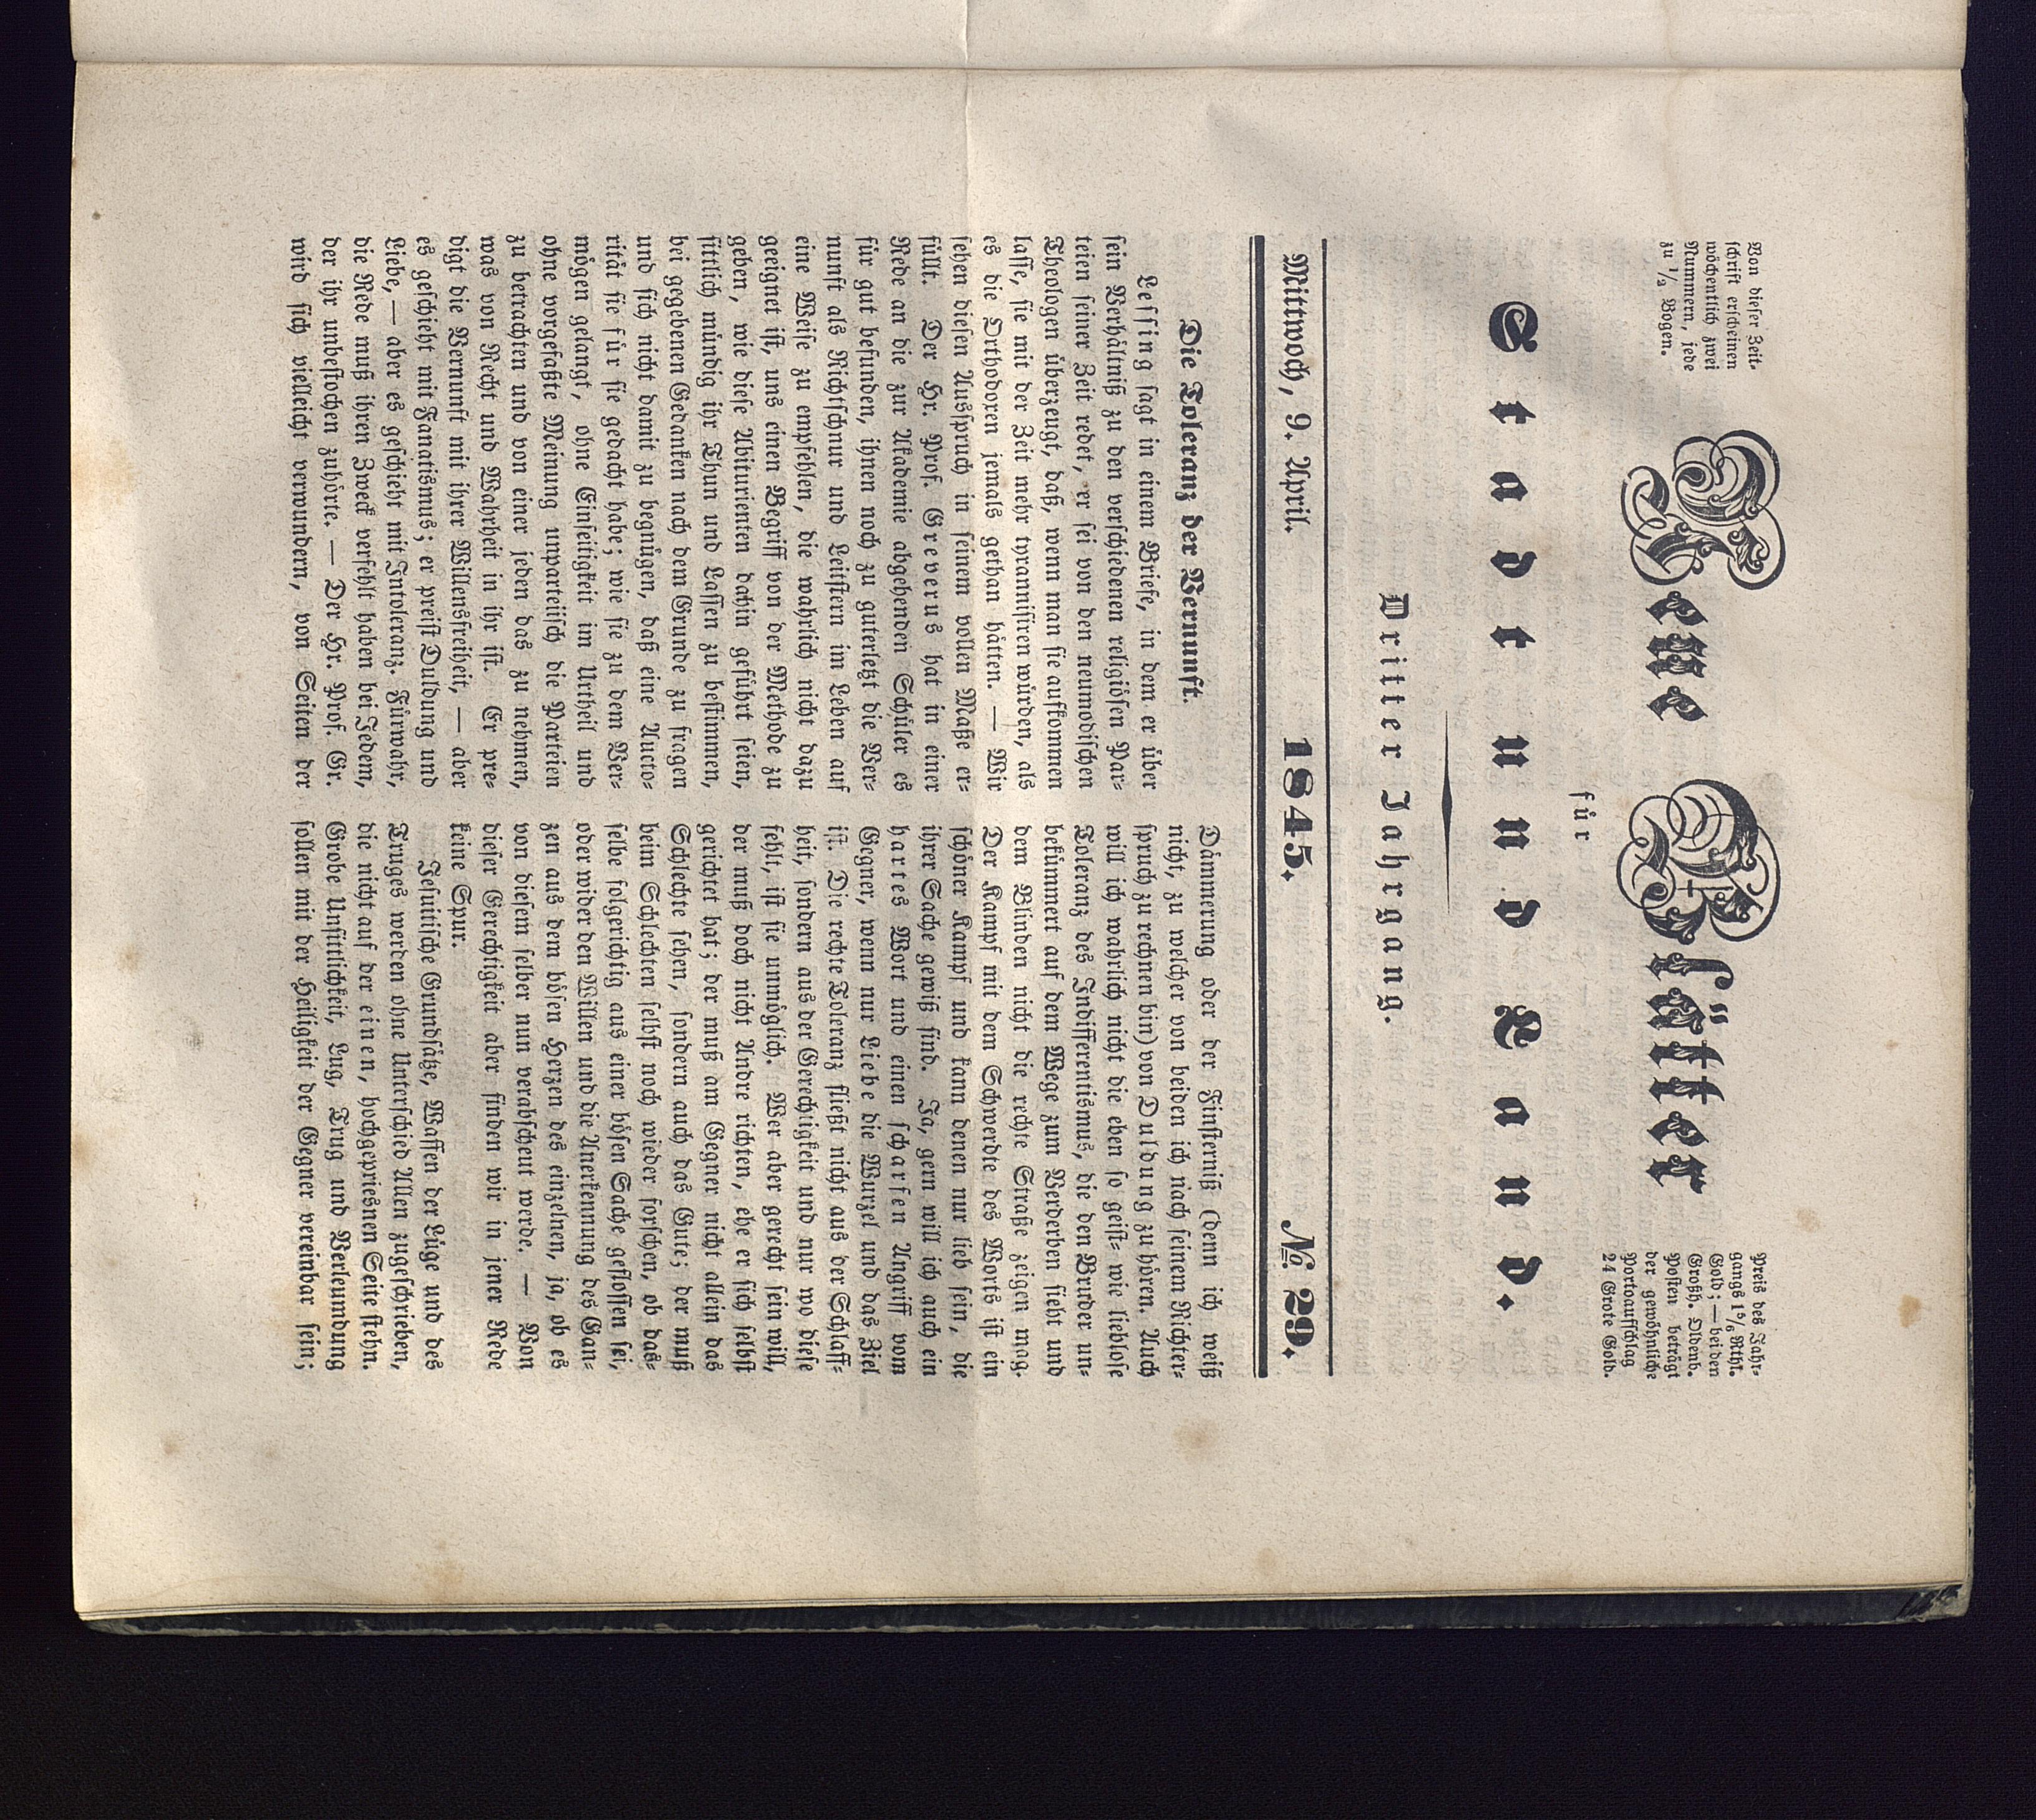 Von dieser Zeit-
schrift erscheinen
wöchentlich zwei
Nummern, jede
zu 1/2 Bogen.
Neue Blätter
für
Stadt und Land.
Preis des Jahr-
gangs 1 5/6 Rthl.
Gold; — bei den
Großh. Oldenb.
Posten beträgt
der gewöhnliche
Portoaufschlag
24 Grote Gold.
Dritter Jahrgang.
Mittwoch, 9. April. 1845. No. 29.
Die Toleranz der Vernunft.
Lessing sagt in einem Briefe, in dem er über
sein Verhältniß zu den verschiedenen religiösen Par-
teien seiner Zeit redet, er sei von den neumodischen
Theologen überzeugt, daß, wenn man sie aufkommen
lasse, sie mit der Zeit mehr tyrannisiren würden, als
es die Orthodoxen jemals gethan hätten. — Wir
sehen diesen Ausspruch in seinem vollen Maße er-
füllt. Der Hr. Prof. Greverus hat in einer
Rede an die zur Akademie abgehenden Schüler es
für gut befunden, ihnen noch zu guterletzt die Ver-
nunft als Richtschnur und Leitstern im Leben auf
eine Weise zu empfehlen, die wahrlich nicht dazu
geeignet ist, uns einen Begriff von der Methode zu
geben, wie diese Abiturienten dahin geführt seien,
sittlich mündig ihr Thun und Lassen zu bestimmen,
bei gegebenen Gedanken nach dem Grunde zu fragen
und sich nicht damit zu begnügen, daß eine Aucto-
rität sie für sie gedacht habe; wie sie zu dem Ver-
mögen gelangt, ohne Einseitigkeit im Urtheil und
ohne vorgefaßte Meinung unparteiisch die Parteien
zu betrachten und von einer jeden das zu nehmen,
was von Recht und Wahrheit in ihr ist. Er pre-
digt die Vernunft mit ihrer Willensfreiheit, — aber
es geschieht mit Fanatismus; er preist Duldung und
Liebe, — aber es geschieht mit Intoleranz. Fürwahr,
die Rede muß ihren Zweck verfehlt haben bei Jedem,
der ihr unbestochen zuhörte. — Der Hr. Prof. Gr.
wird sich vielleicht verwundern, von Seiten der
Dämmerung oder der Finsterniß (denn ich weiß
nicht, zu welcher von beiden ich nach seinem Richter-
spruch zu rechnen bin) von Duldung zu hören. Auch
will ich wahrlich nicht die eben so geist- wie lieblose
Toleranz des Indifferentismus, die den Bruder un-
bekümmert auf dem Wege zum Verderben sieht und
dem Blinden nicht die rechte Straße zeigen mag.
Der Kampf mit dem Schwerdte des Worts ist ein
schöner Kampf und kann denen nur lieb sein, die
ihrer Sache gewiß sind. Ja, gern will ich auch ein
hartes Wort und einen scharfen Angriff vom
Gegner, wenn nur Liebe die Wurzel und das Ziel
ist. Die rechte Toleranz fließt nicht aus der Schlaff-
heit, sondern aus der Gerechtigkeit und nur wo diese
fehlt, ist sie unmöglich. Wer aber gerecht sein will,
der muß doch nicht Andre richten, ehe er sich selbst
gerichtet hat; der muß am Gegner nicht allein das
Schlechte sehen, sondern auch das Gute; der muß
beim Schlechten selbst noch wieder forschen, ob das-
selbe folgerichtig aus einer bösen Sache geflossen sei,
oder wider den Willen und die Anerkennung des Gan-
zen aus dem bösen Herzen des einzelnen, ja, ob es
von diesem selber nun verabscheut werde. — Von
dieser Gerechtigkeit aber finden wir in jener Rede
keine Spur.
Jesuitische Grundsätze, Waffen der Lüge und des
Truges werden ohne Unterschied Allen zugeschrieben,
die nicht auf der einen, hochgepriesnen Seite stehn.
Grobe Unsittlichkeit, Lug, Trug und Verleumdung
sollen mit der Heiligkeit der Gegner vereinbar sein;